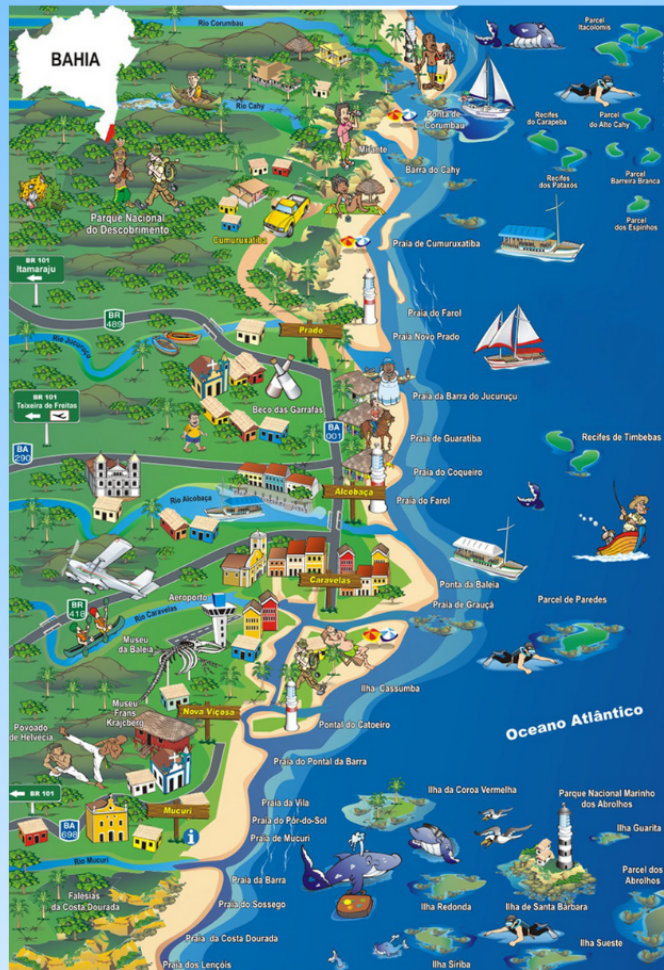 BAHIA
Rio Corumbau
Parcel
Itacolomis
Rio Cahy
Ponta de
Corumbau
Recifes
do Carapeba
Parcel
do Alto Cahy
Mirante
Barra do Cahy
Recifes
dos Pataxós
Parcel
Barreira Branca
Parcel
dos Espinhos
Parque Nacional
do Descobrimento
Cumuruxatiba
Praia de Cumuruxatiba
BR 101
Itamaraju
BR
489
Praia do Farol
Rio Jucuruçu
Prado
Praia Novo Prado
Beco das Garrafas
Praia da Barra do Jucuruçu
BR 101
Teixeira de Freitas
BA
001
BA
290
Praia de Guaratiba
Recifes de Timbebas
Praia do Coqueiro
Rio Alcobaça
Alcobaça
Praia do Farol
Caravelas
Ponta da Baleia
Aeroporto
BR
418
Rio Caravelas
Praia de Grauçá
Parcel de Paredes
Museu
da Baleia
Ilha Cassumba
Museu
Frans
Krajcberg
Nova Viçosa
Pontal do Catoeiro
Oceano Atlântico
Povoado
de Helvécia
Praia do Pontal da Barra
BR 101
Mucuri
BA
698
i
Praia da Vila
Ilha da Coroa Vermelha
Parque Nacional Marinho
dos Abrolhos
Praia do Pôr-do-Sol
Praia de Mucuri
Ilha Guarita
Rio Mucuri
Praia da Barra
Parcel dos
Abrolhos
Falésias
da Costa Dourada
Praia do Sossego
Ilha Redonda
Ilha de Santa Bárbara
Praia da Costa Dourada
Ilha Sueste
Praia dos Lençóis
Ilha Siriba